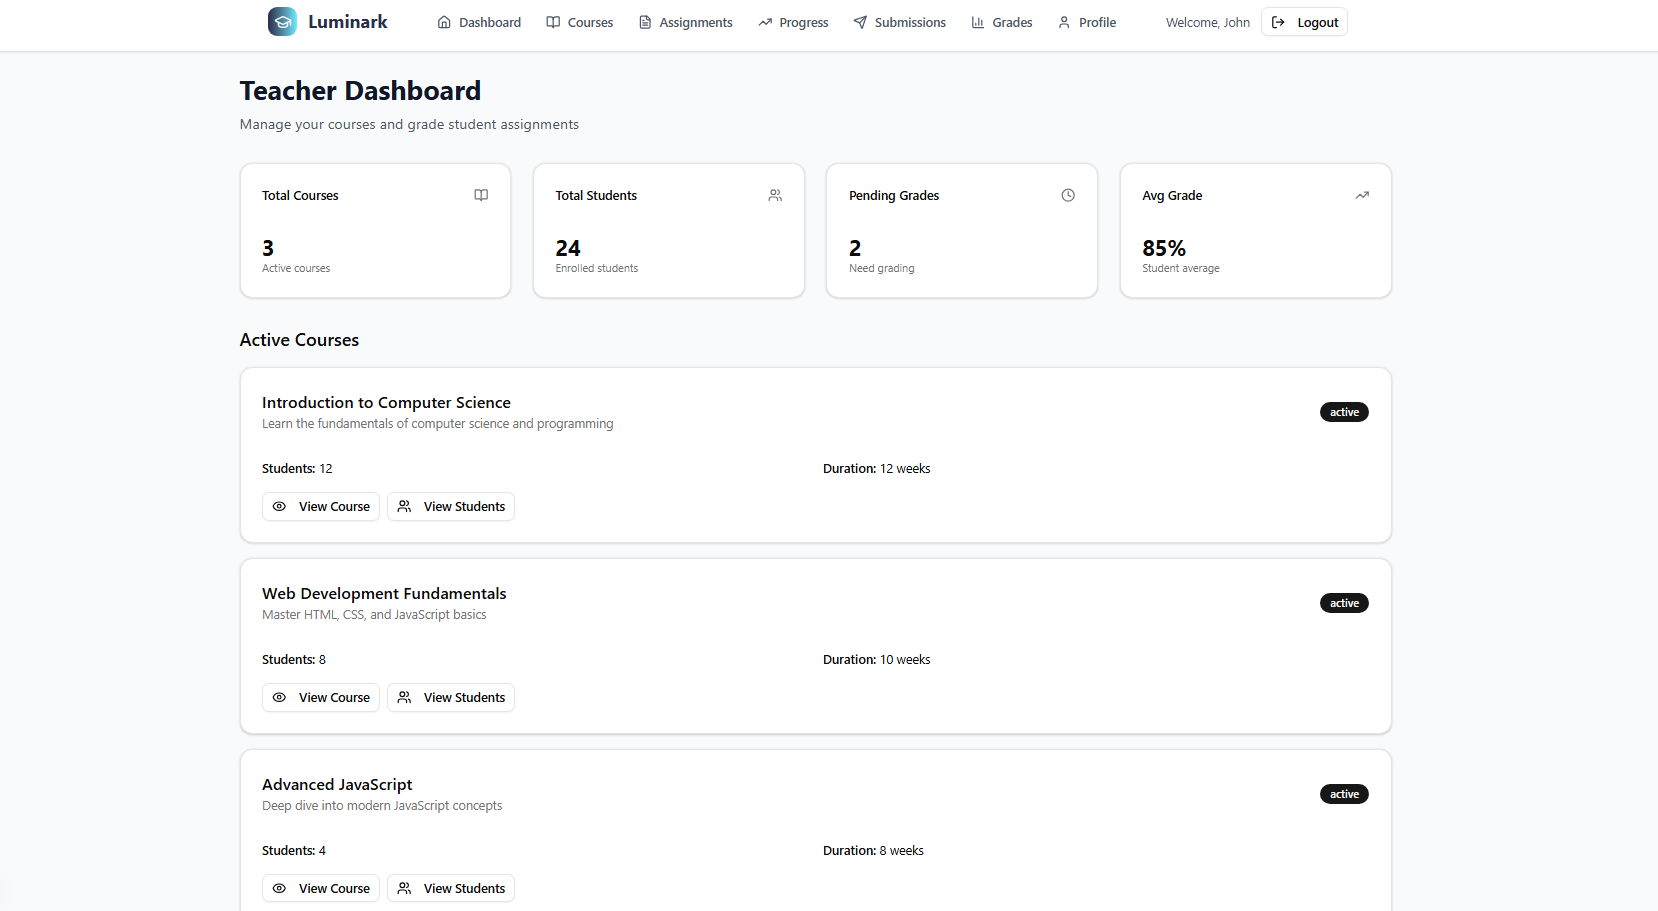 Luminark
Dashboard
Courses
Assignments
Progress
Submissions
Grades
Profile
Welcome, John
Logout
Teacher Dashboard
Manage your courses and grade student assignments
Total Courses
3
Active courses
Total Students
24
Enrolled students
Pending Grades
2
Need grading
Avg Grade
85%
Student average
Active Courses
Introduction to Computer Science
Learn the fundamentals of computer science and programming
active
Students: 12
Duration: 12 weeks
View Course
View Students
Web Development Fundamentals
Master HTML, CSS, and JavaScript basics
active
Students: 8
Duration: 10 weeks
View Course
View Students
Advanced JavaScript
Deep dive into modern JavaScript concepts
active
Students: 4
Duration: 8 weeks
View Course
View Students